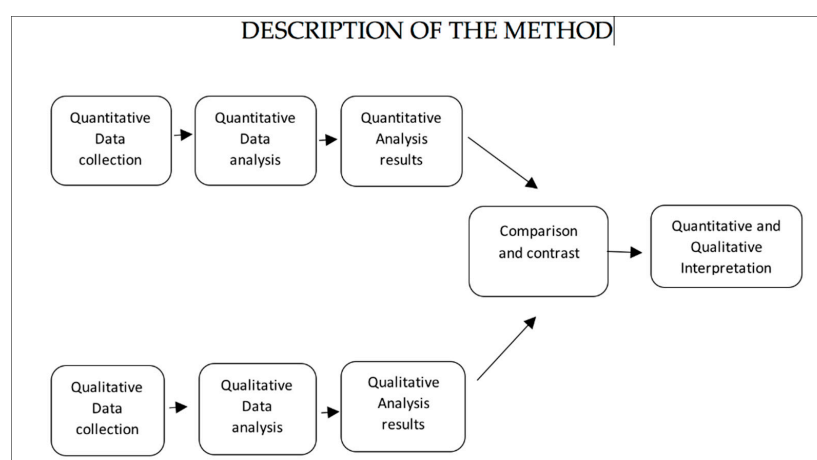 DESCRIPTION OF THE METHOD
Quantitative
Data
collection
Quantitative
Data
analysis
Quantitative
Analysis
results
Comparison
and contrast
Quantitative and
Qualitative
Interpretation
Qualitative
Data
collection
Qualitative
Data
analysis
Qualitative
Analysis
results